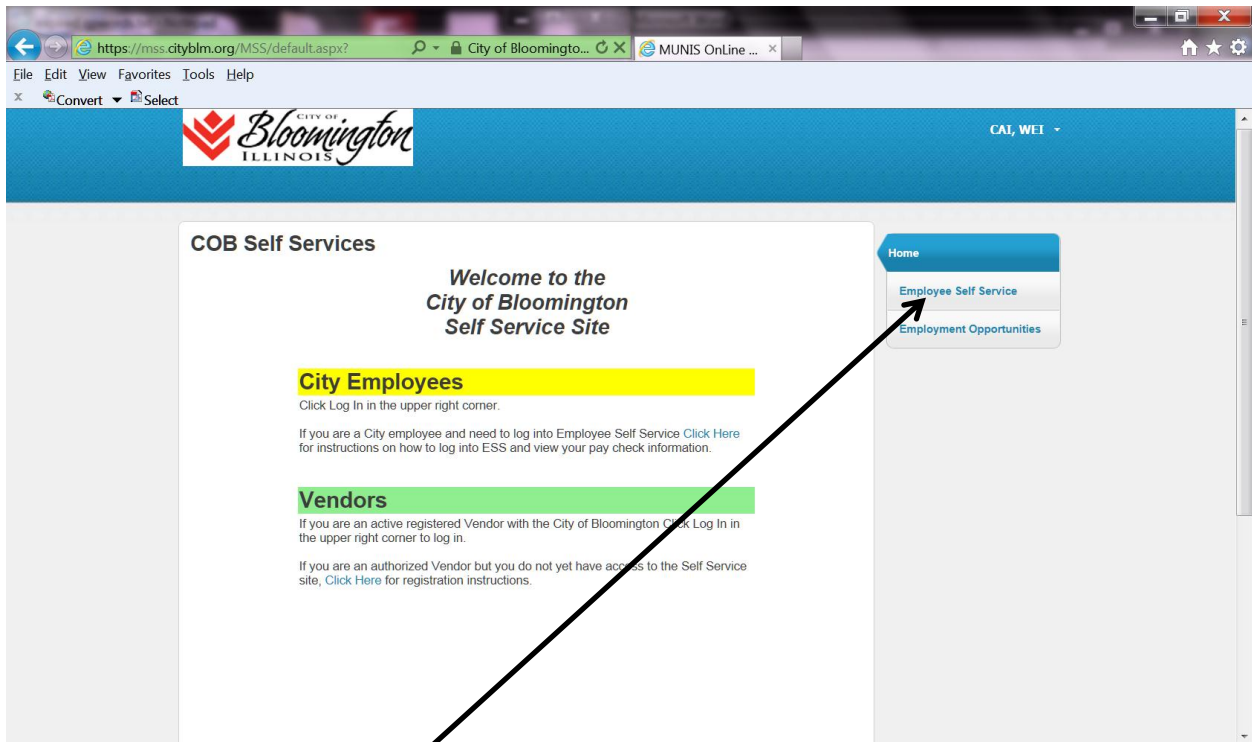 https://mss.cityblm.org/MSS/default.aspx?
City of Bloomingto...
MUNIS OnLine ...
File Edit View Favorites Tools Help
x Convert Select
CITY OF
Bloomington
ILLINOIS
CAI, WEI
COB Self Services
Welcome to the
City of Bloomington
Self Service Site
Home
Employee Self Service
Employment Opportunities
City Employees
Click Log In in the upper right corner.
If you are a City employee and need to log into Employee Self Service Click Here
for instructions on how to log into ESS and view your pay check information.
Vendors
If you are an active registered Vendor with the City of Bloomington Click Log In in
the upper right corner to log in.
If you are an authorized Vendor but you do not yet have access to the Self Service
site, Click Here for registration instructions.